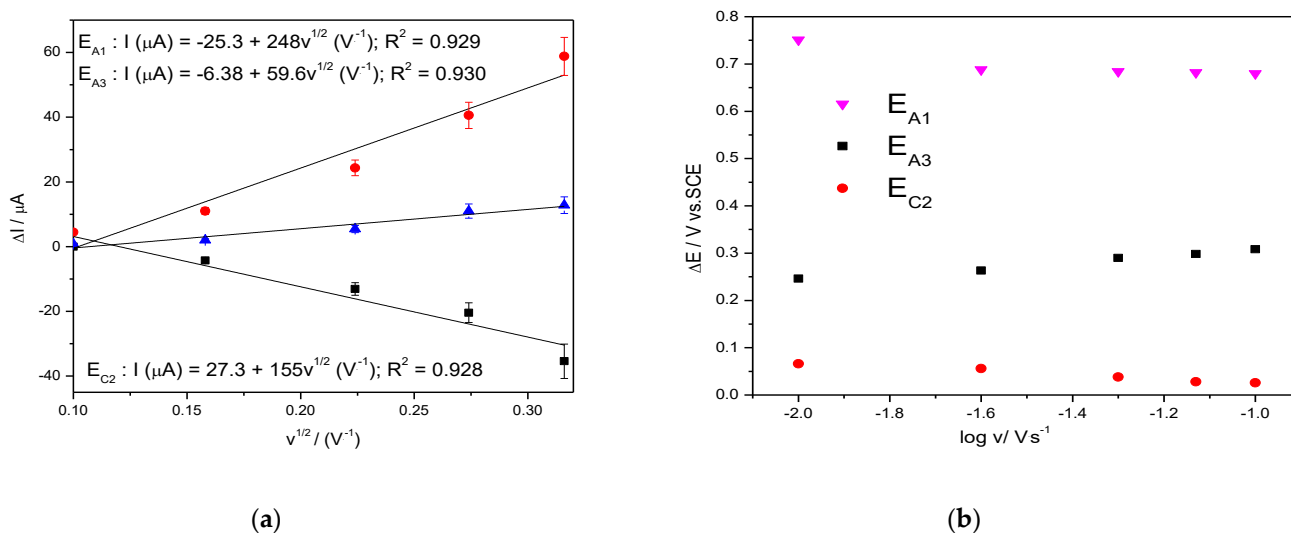 E_A1 : I (μA) = -25.3 + 248v^1/2 (V^-1); R^2 = 0.929
E_A3 : I (μA) = -6.38 + 59.6v^1/2 (V^-1); R^2 = 0.930
60
40
20
0
-20
-40
ΔI / μA
E_C2 : I (μA) = 27.3 + 155v^1/2 (V^-1); R^2 = 0.928
0.10 0.15 0.20 0.25 0.30
v^1/2 / (V^-1)
(a)
0.8
0.7
0.6
0.5
0.4
0.3
0.2
0.1
0.0
ΔE / V vs.SCE
E_A1
E_A3
E_C2
-2.0 -1.8 -1.6 -1.4 -1.2 -1.0
log v/ Vs^-1
(b)